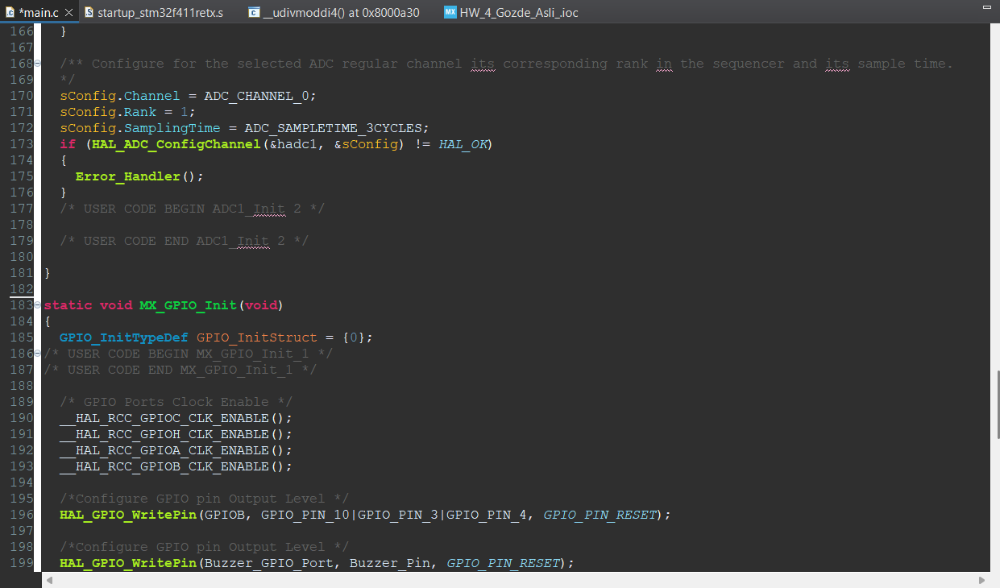 *main.c startup_stm32f411retx.s __udivmoddi4() at 0x8000a30 MX HW_4_Gozde_Asli_.ioc
166 }
167
168 /** Configure for the selected ADC regular channel its corresponding rank in the sequencer and its sample time.
169 */
170 sConfig.Channel = ADC_CHANNEL_0;
171 sConfig.Rank = 1;
172 sConfig.SamplingTime = ADC_SAMPLETIME_3CYCLES;
173 if (HAL_ADC_ConfigChannel(&hadc1, &sConfig) != HAL_OK)
174 {
175 Error_Handler();
176 }
177 /* USER CODE BEGIN ADC1_Init 2 */
178
179 /* USER CODE END ADC1_Init 2 */
180
181 }
182
183 static void MX_GPIO_Init(void)
184 {
185 GPIO_InitTypeDef GPIO_InitStruct = {0};
186 /* USER CODE BEGIN MX_GPIO_Init_1 */
187 /* USER CODE END MX_GPIO_Init_1 */
188
189 /* GPIO Ports Clock Enable */
190 __HAL_RCC_GPIOC_CLK_ENABLE();
191 __HAL_RCC_GPIOH_CLK_ENABLE();
192 __HAL_RCC_GPIOA_CLK_ENABLE();
193 __HAL_RCC_GPIOB_CLK_ENABLE();
194
195 /*Configure GPIO pin Output Level */
196 HAL_GPIO_WritePin(GPIOB, GPIO_PIN_10|GPIO_PIN_3|GPIO_PIN_4, GPIO_PIN_RESET);
197
198 /*Configure GPIO pin Output Level */
199 HAL_GPIO_WritePin(Buzzer_GPIO_Port, Buzzer_Pin, GPIO_PIN_RESET);